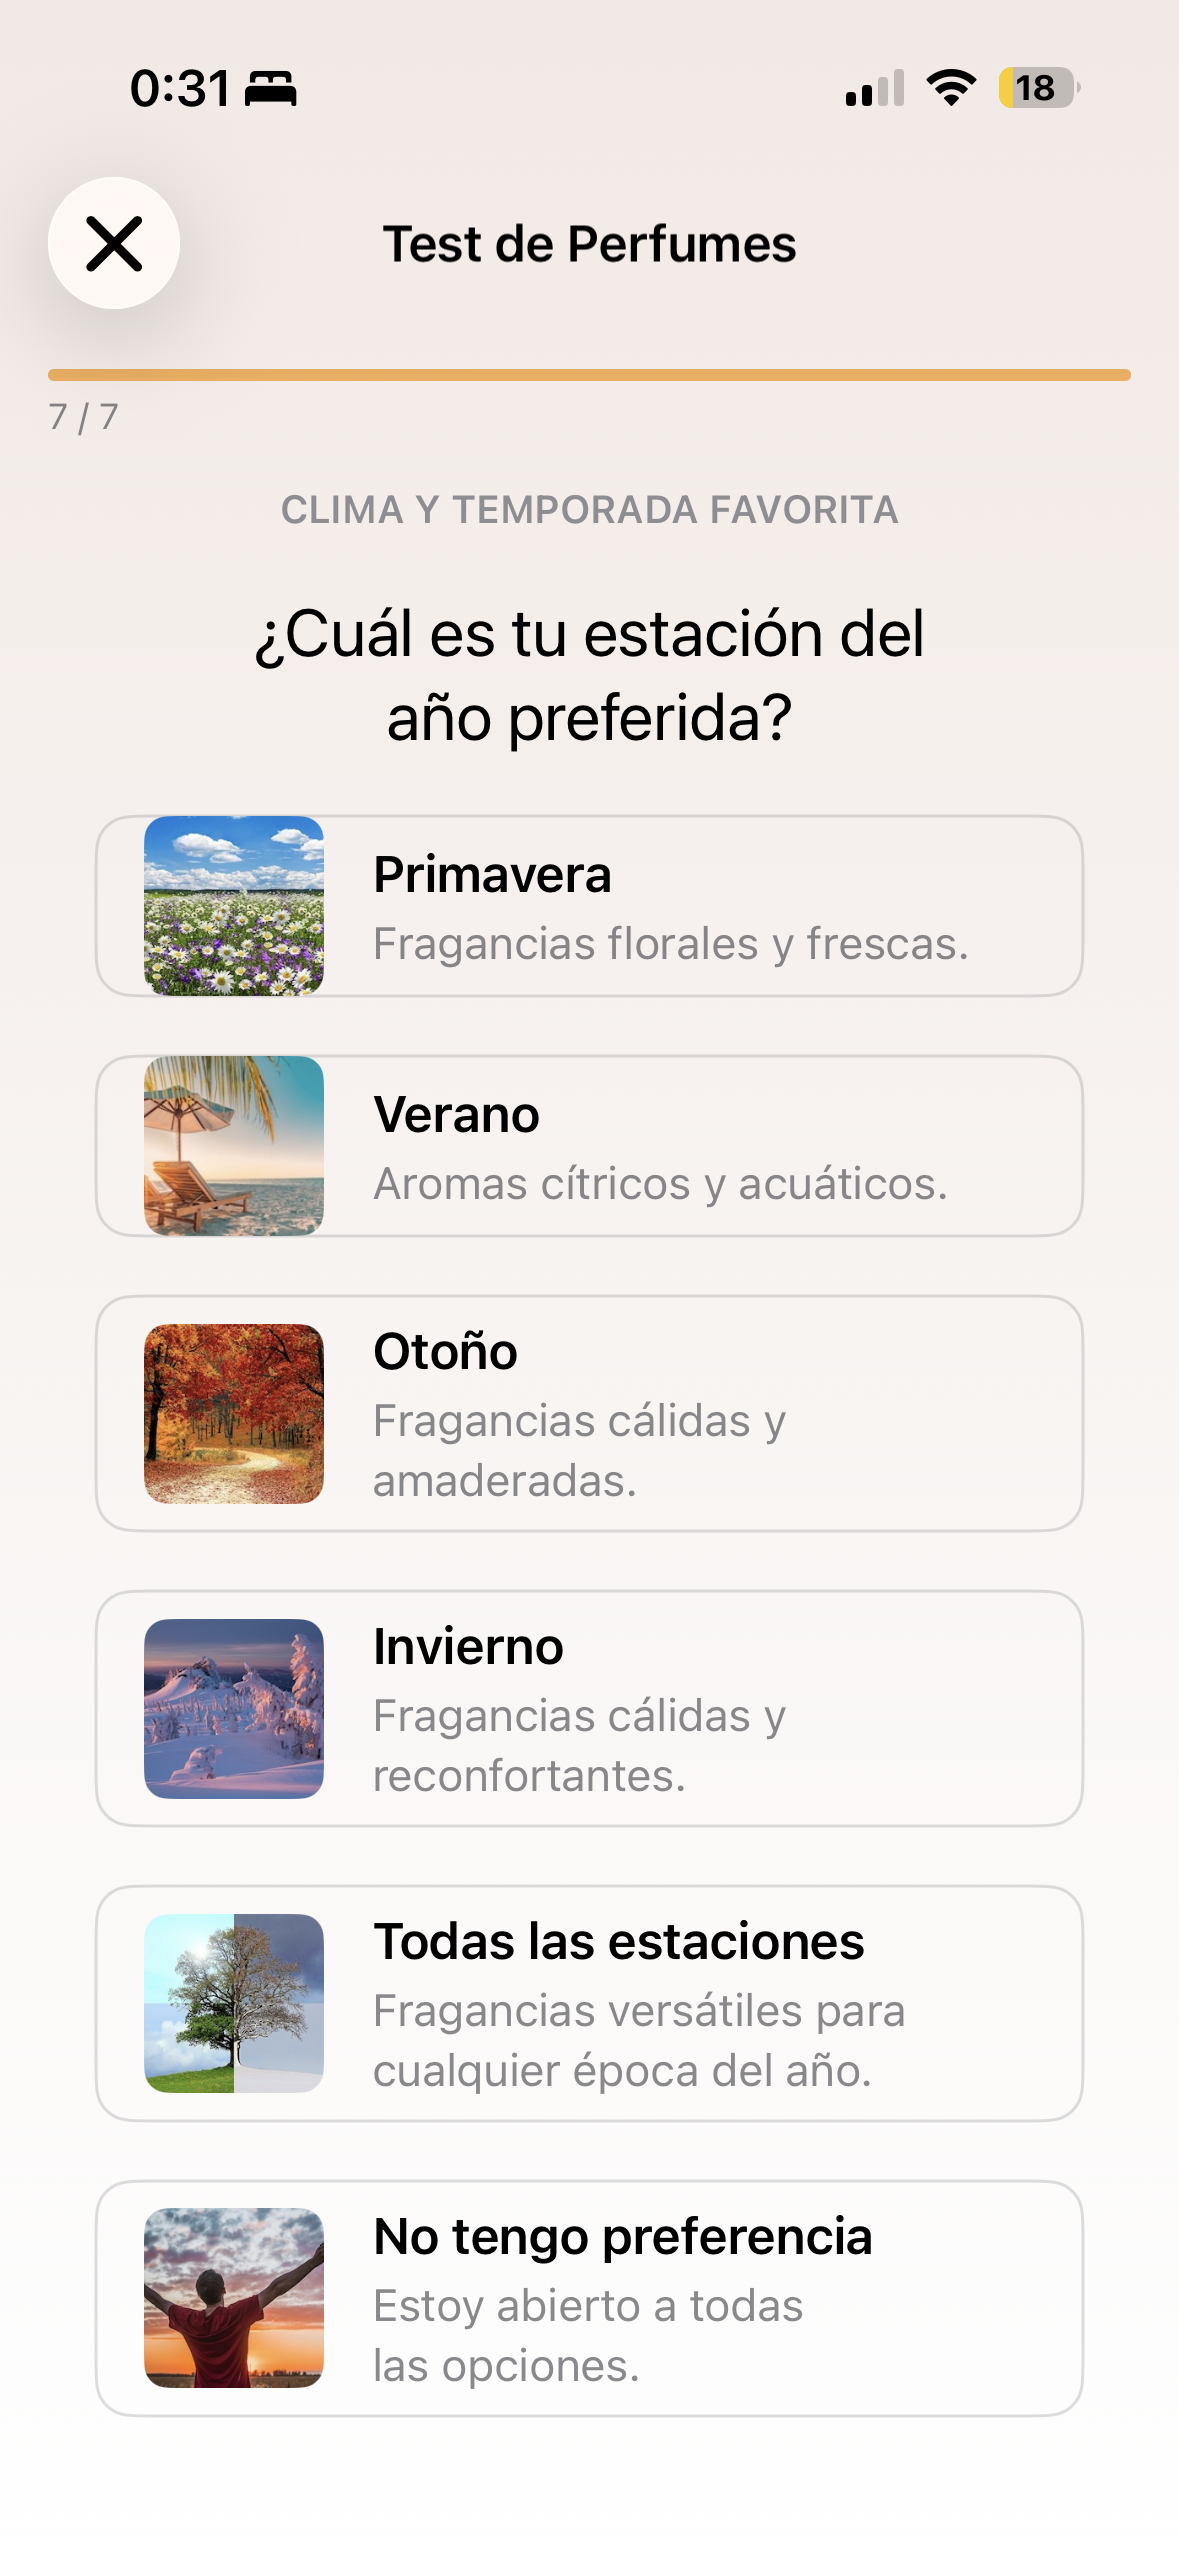 0:31
18
Test de Perfumes
7 / 7
CLIMA Y TEMPORADA FAVORITA
¿Cuál es tu estación del
año preferida?
Primavera
Fragancias florales y frescas.
Verano
Aromas cítricos y acuáticos.
Otoño
Fragancias cálidas y
amaderadas.
Invierno
Fragancias cálidas y
reconfortantes.
Todas las estaciones
Fragancias versátiles para
cualquier época del año.
No tengo preferencia
Estoy abierto a todas
las opciones.